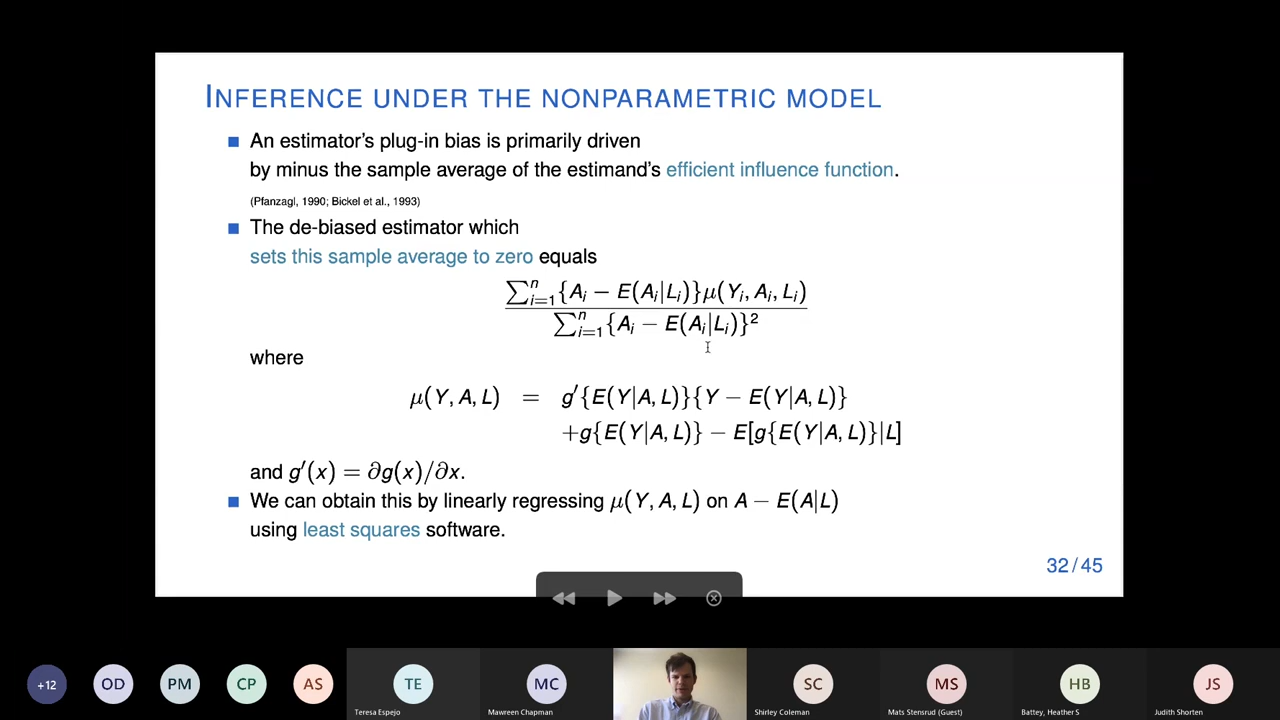 INFERENCE UNDER THE NONPARAMETRIC MODEL
An estimator's plug-in bias is primarily driven
by minus the sample average of the estimand's efficient influence function.
(Pfanzagl, 1990; Bickel et al., 1993)
The de-biased estimator which
sets this sample average to zero equals
∑ⁿᵢ₌₁{Aᵢ − E(Aᵢ|Lᵢ)}μ(Yᵢ, Aᵢ, Lᵢ)
∑ⁿᵢ₌₁{Aᵢ − E(Aᵢ|Lᵢ)}²
where
μ(Y, A, L) = g′{E(Y|A, L)}{Y − E(Y|A, L)}
+g{E(Y|A, L)} − E[g{E(Y|A, L)}|L]
and g′(x) = ∂g(x)/∂x.
We can obtain this by linearly regressing μ(Y, A, L) on A − E(A|L)
using least squares software.
32/45
+12 OD PM CP AS TE MC SC MS HB JS
Teresa Espejo Mawreen Chapman Shirley Coleman Mats Stensrud (Guest) Battey, Heather S Judith Shorten